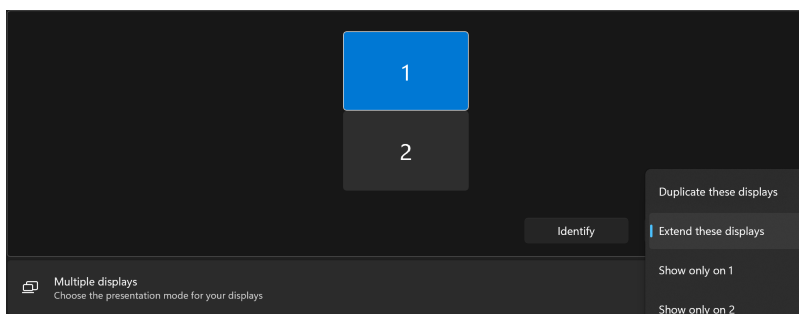 1
2
Identify
Duplicate these displays
Extend these displays
Show only on 1
Show only on 2
Multiple displays
Choose the presentation mode for your displays